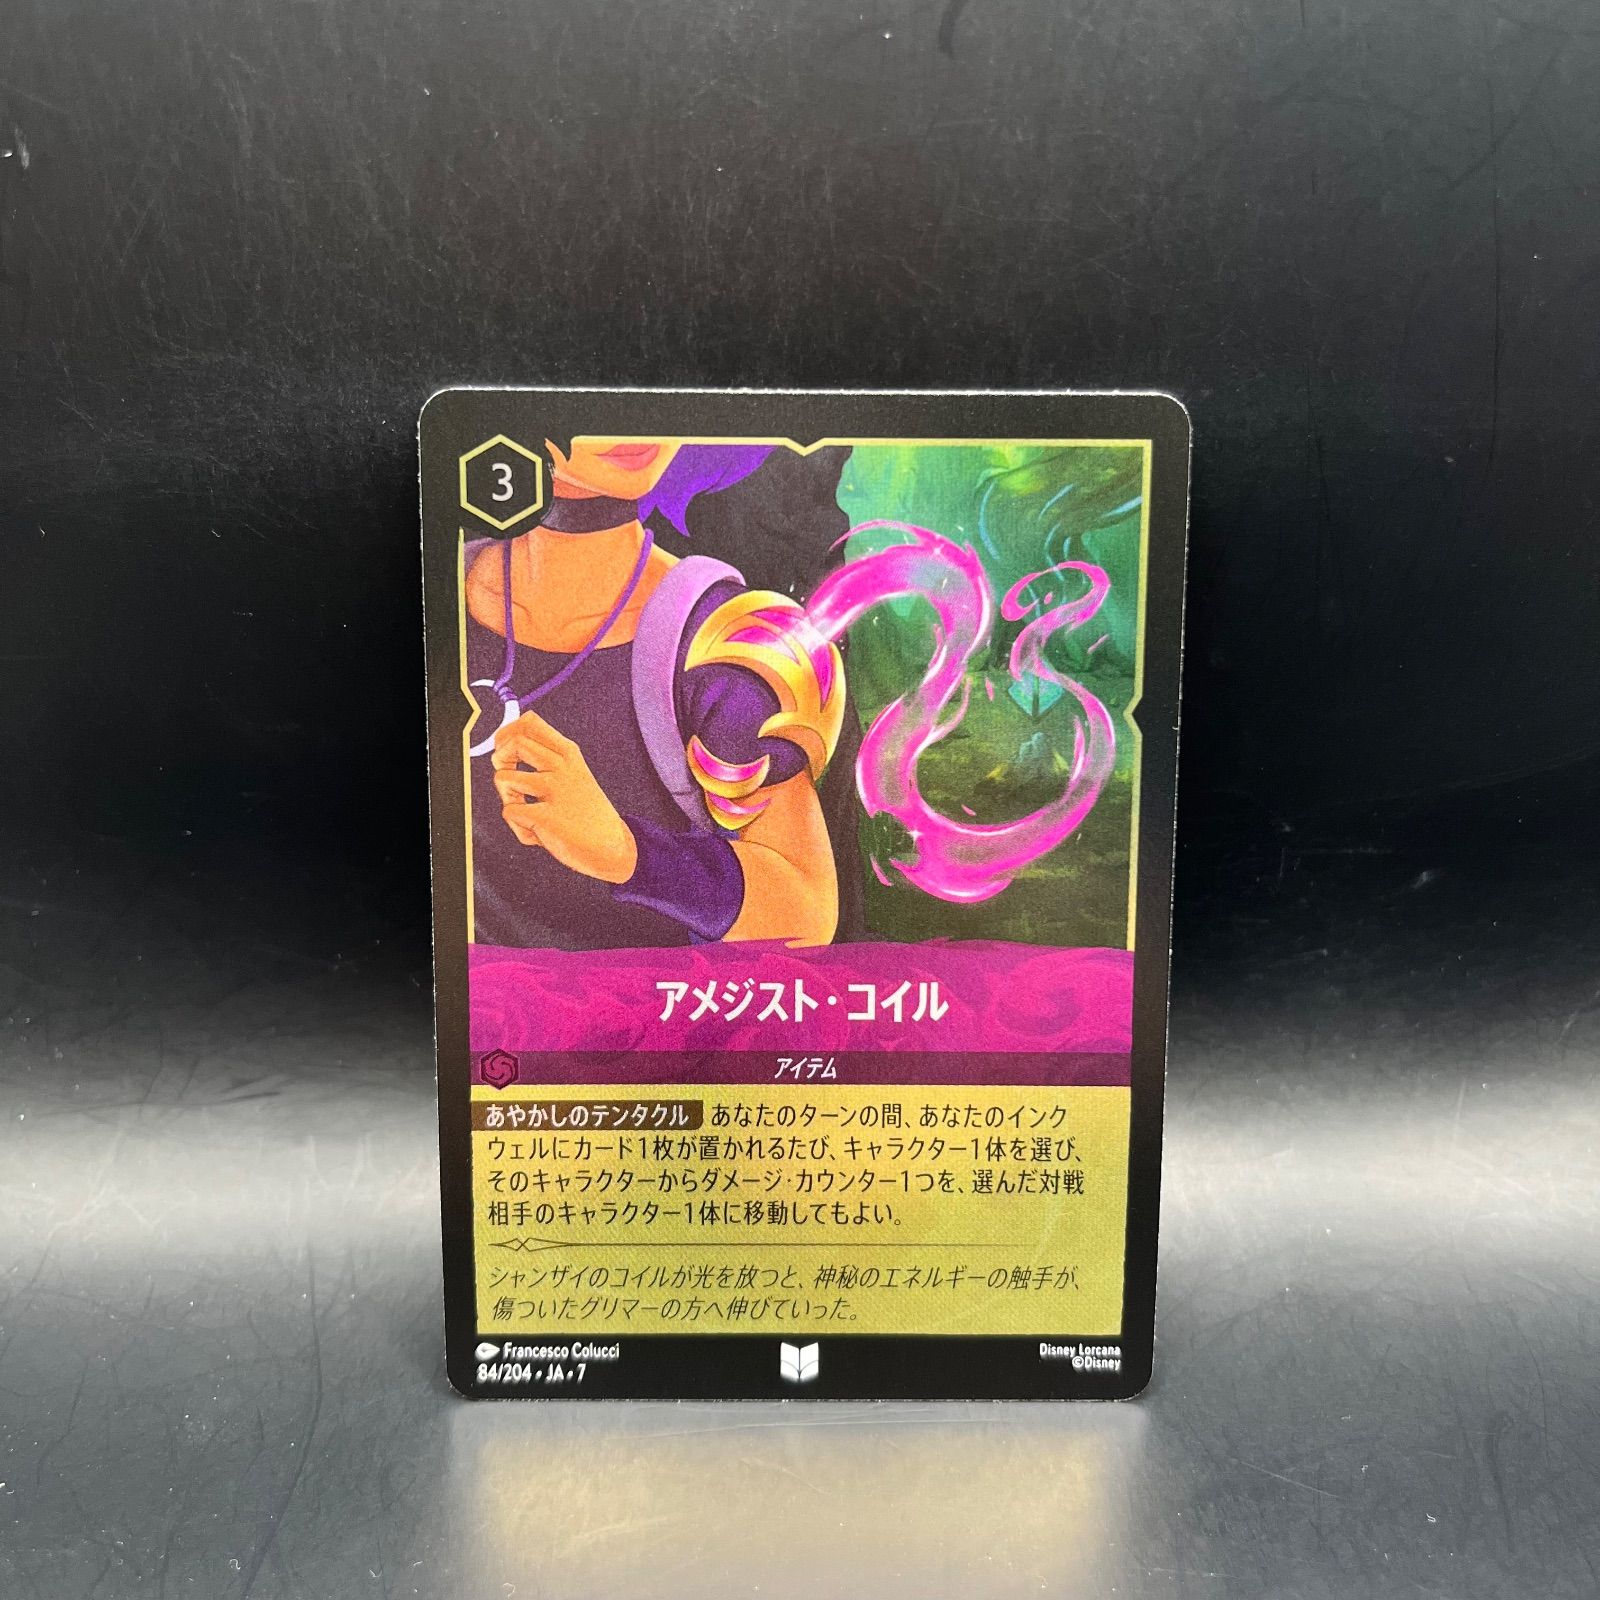 3
アメジスト・コイル
アイテム
あやかしのテンタクル あなたのターンの間、あなたのインク
ウェルにカード1枚が置かれるたび、キャラクター1体を選び、
そのキャラクターからダメージ・カウンター1つを、選んだ対戦
相手のキャラクター1体に移動してもよい。
シャンザイのコイルが光を放つと、神秘のエネルギーの触手が、
傷ついたグリマーの方へ伸びていった。
Francesco Colucci
84/204・JA・7
Disney Lorcana
©Disney